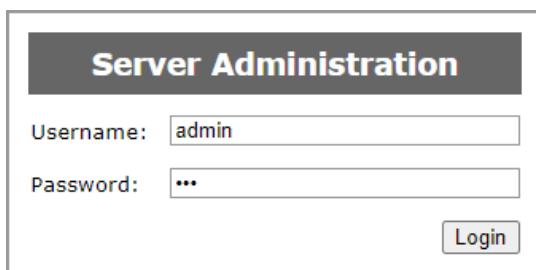 Server Administration
Username: admin
Password: •••
Login